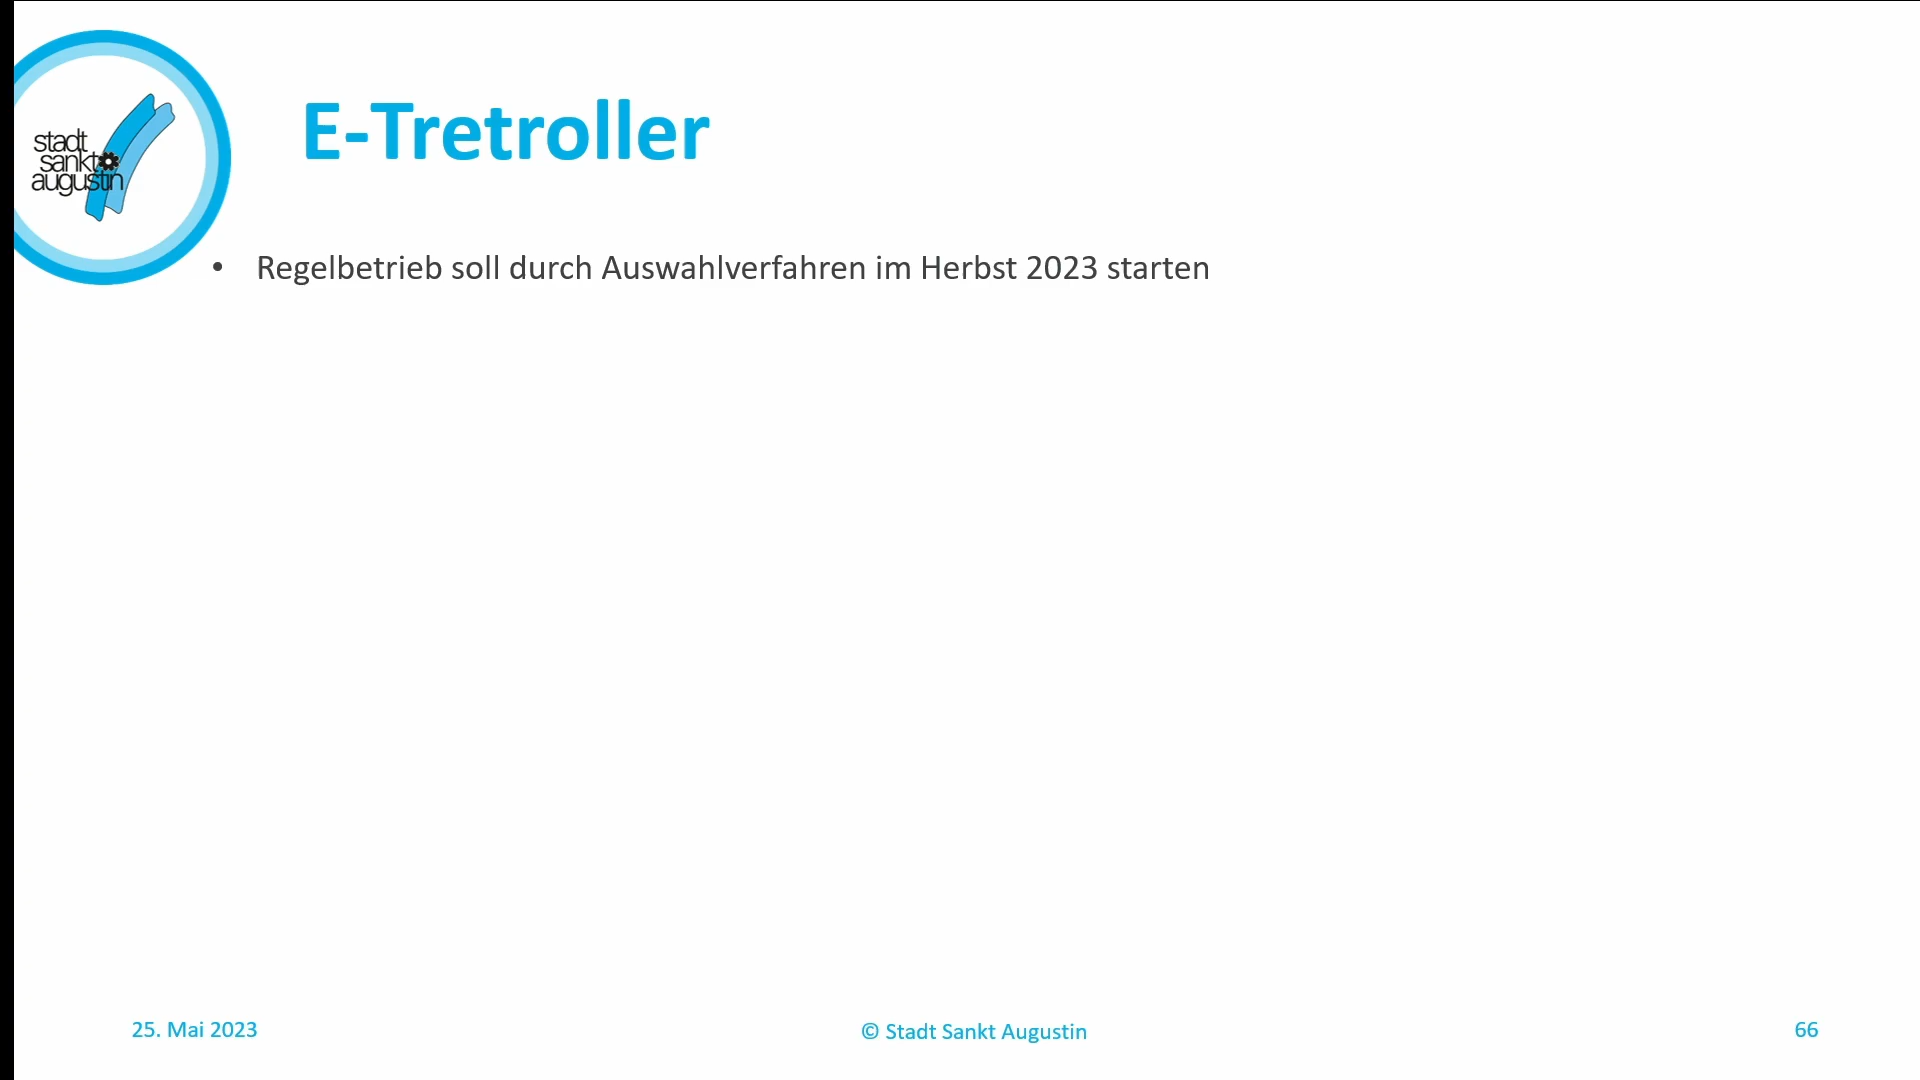 stadt
sankt
augustin
E-Tretroller
• Regelbetrieb soll durch Auswahlverfahren im Herbst 2023 starten
25. Mai 2023
© Stadt Sankt Augustin
66